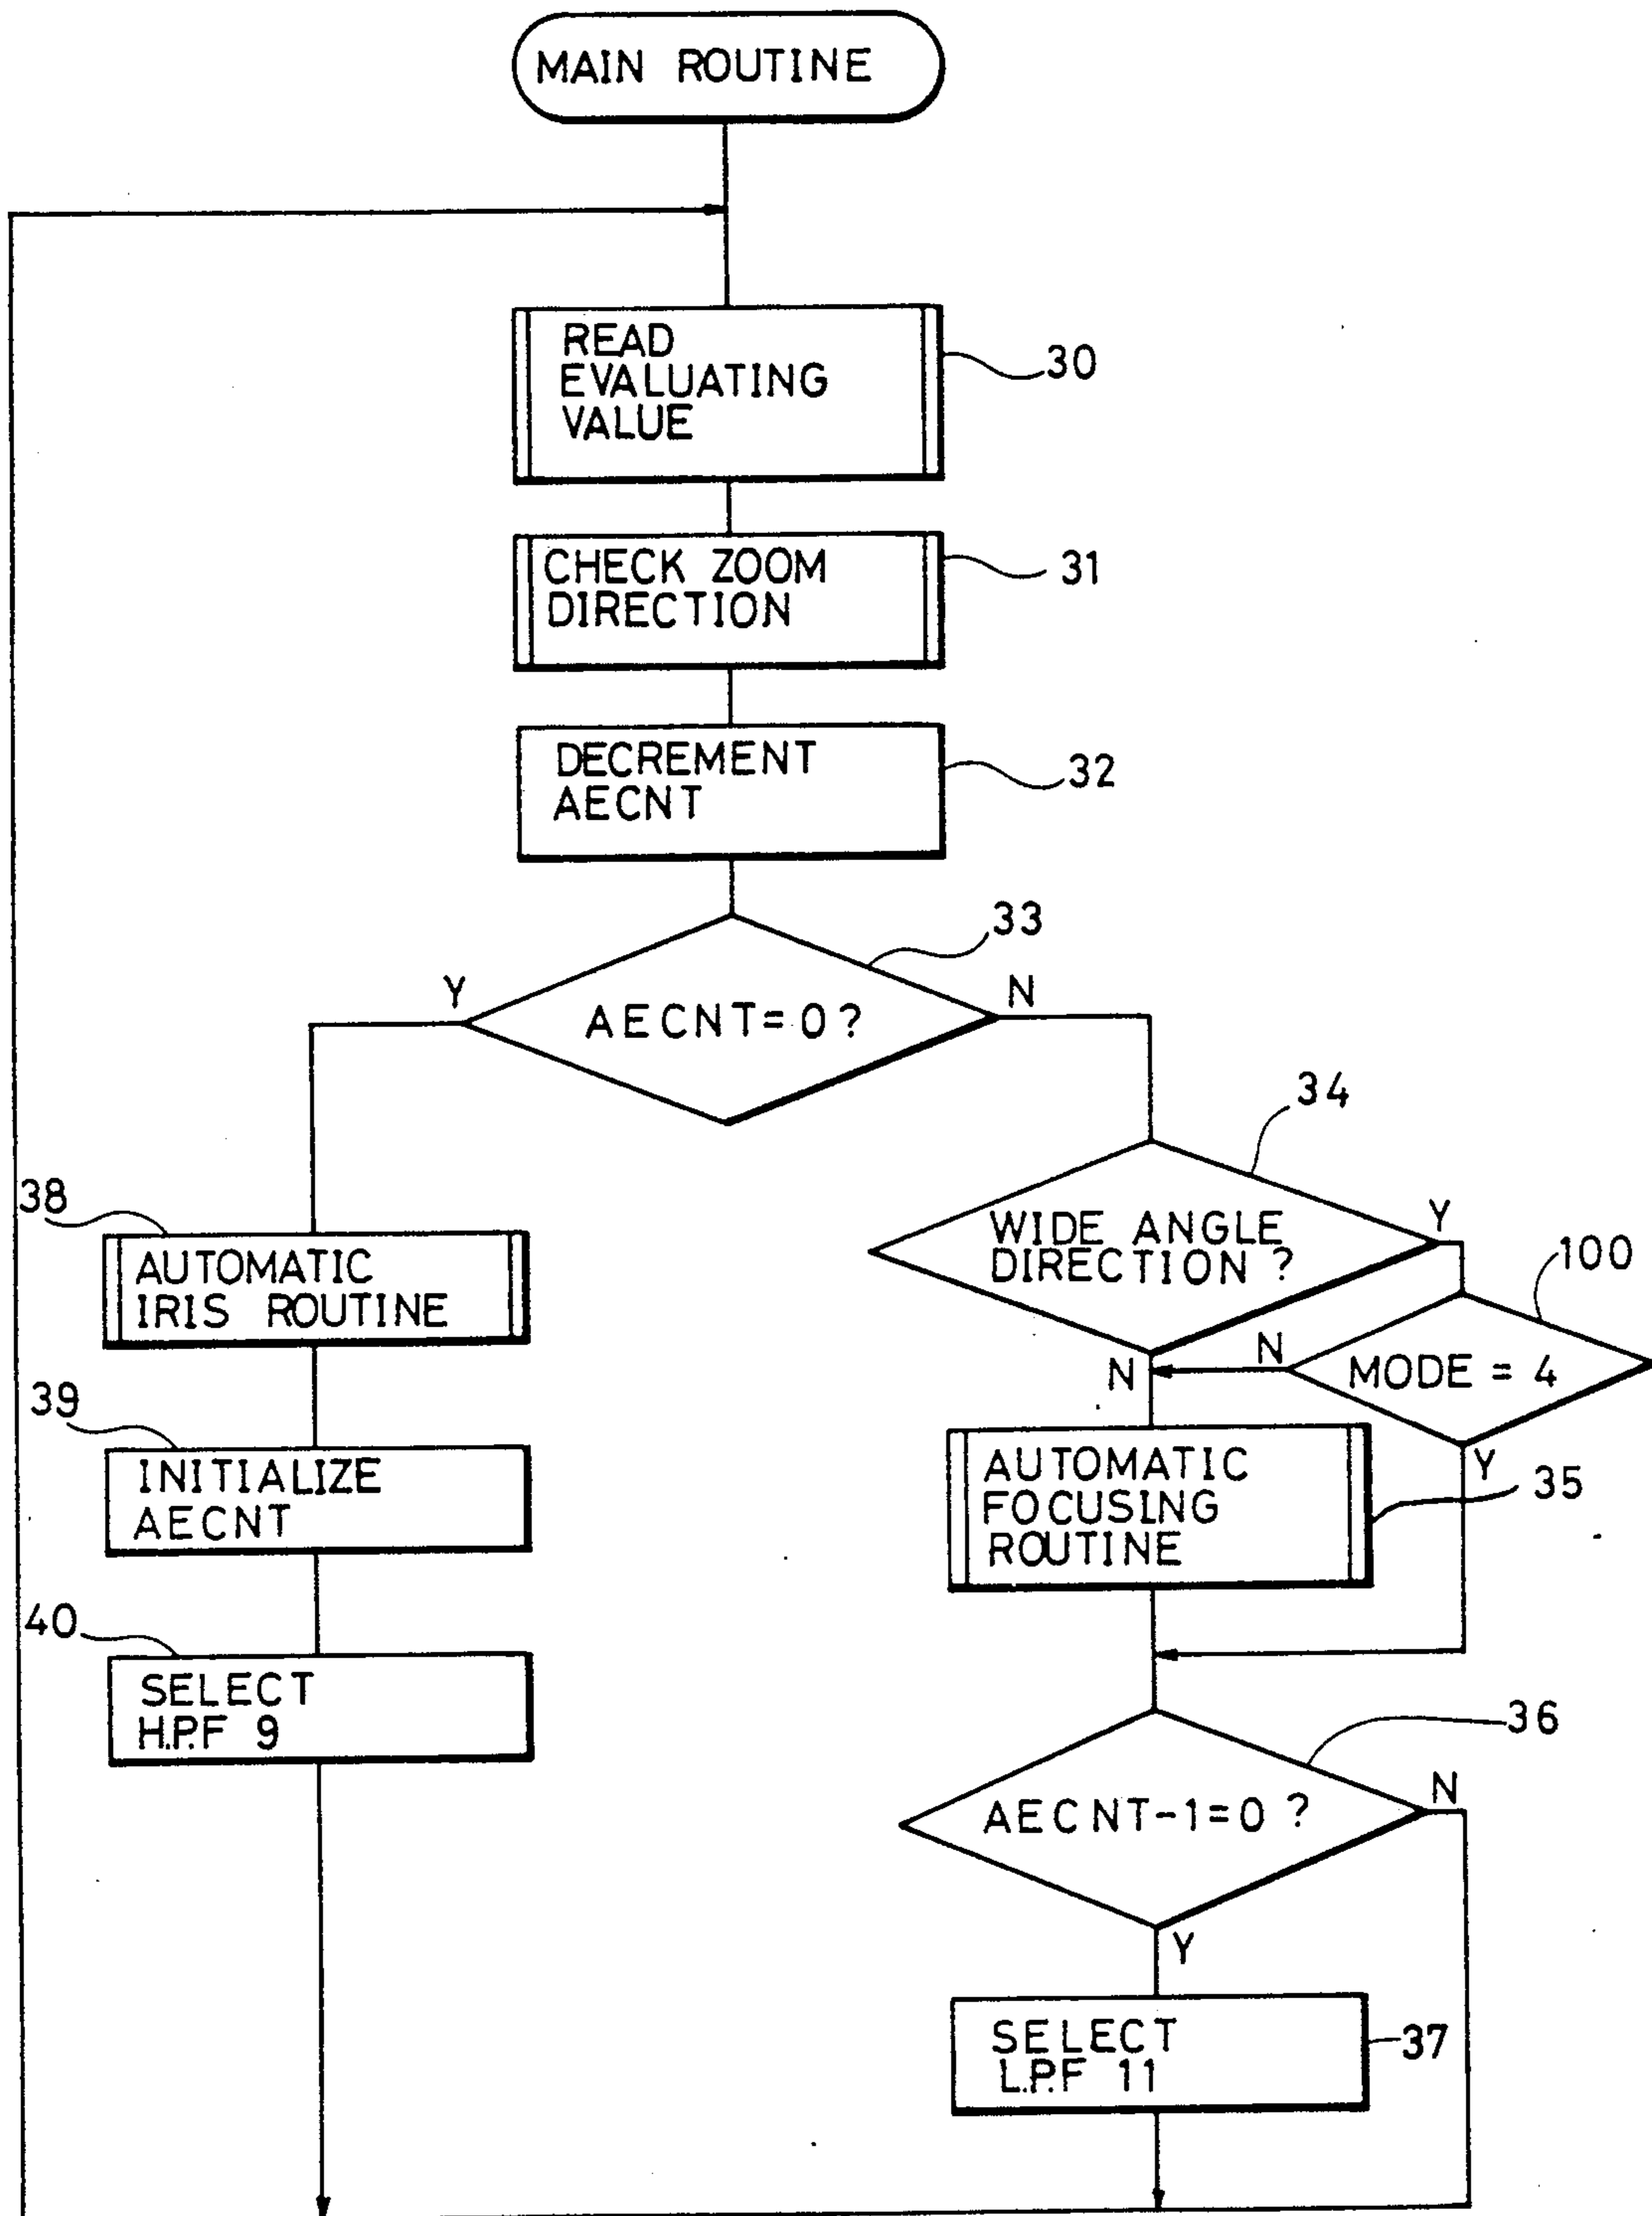 MAIN ROUTINE
READ
EVALUATING
VALUE
30
CHECK ZOOM
DIRECTION
31
DECREMENT
AECNT
32
33
Y
AECNT=0?
N
34
WIDE ANGLE
DIRECTION ?
Y
N
100
MODE = 4
N
Y
38
AUTOMATIC
IRIS ROUTINE
39
INITIALIZE
AECNT
40
SELECT
H.P.F 9
AUTOMATIC
FOCUSING
ROUTINE
35
36
AECNT-1=0 ?
N
Y
SELECT
L.P.F 11
37